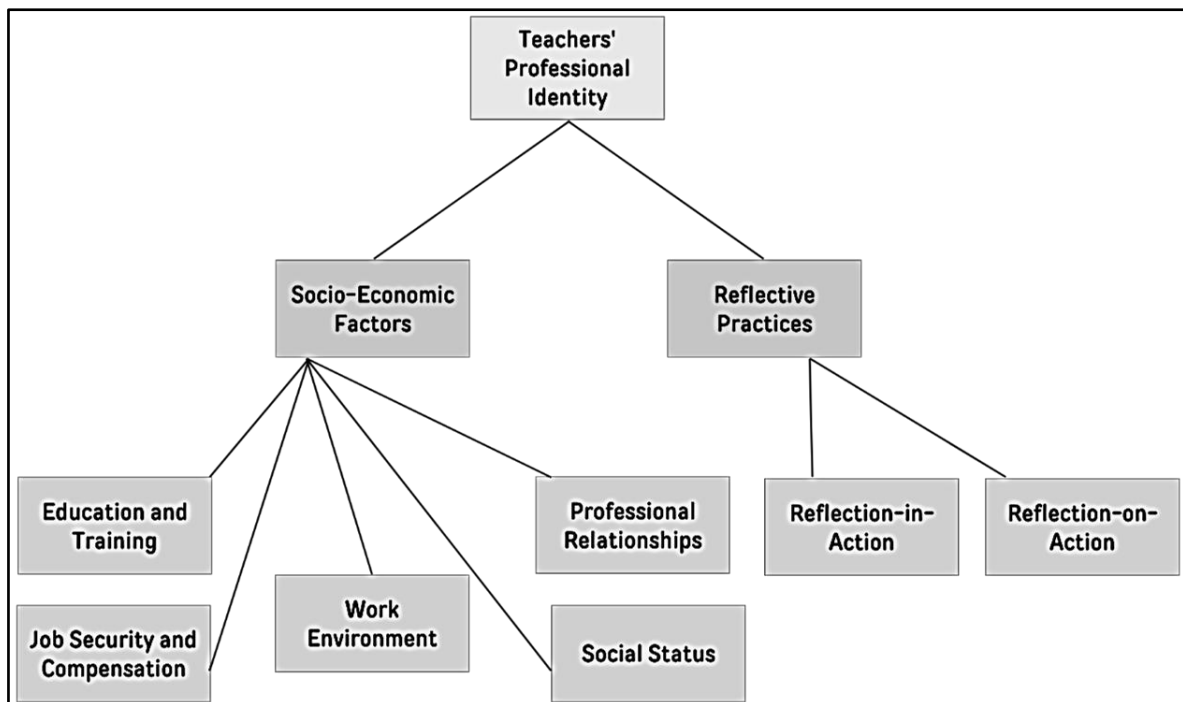 Teachers'
Professional
Identity
Socio-Economic
Factors
Reflective
Practices
Education and
Training
Professional
Relationships
Reflection-in-
Action
Reflection-on-
Action
Job Security and
Compensation
Work
Environment
Social Status